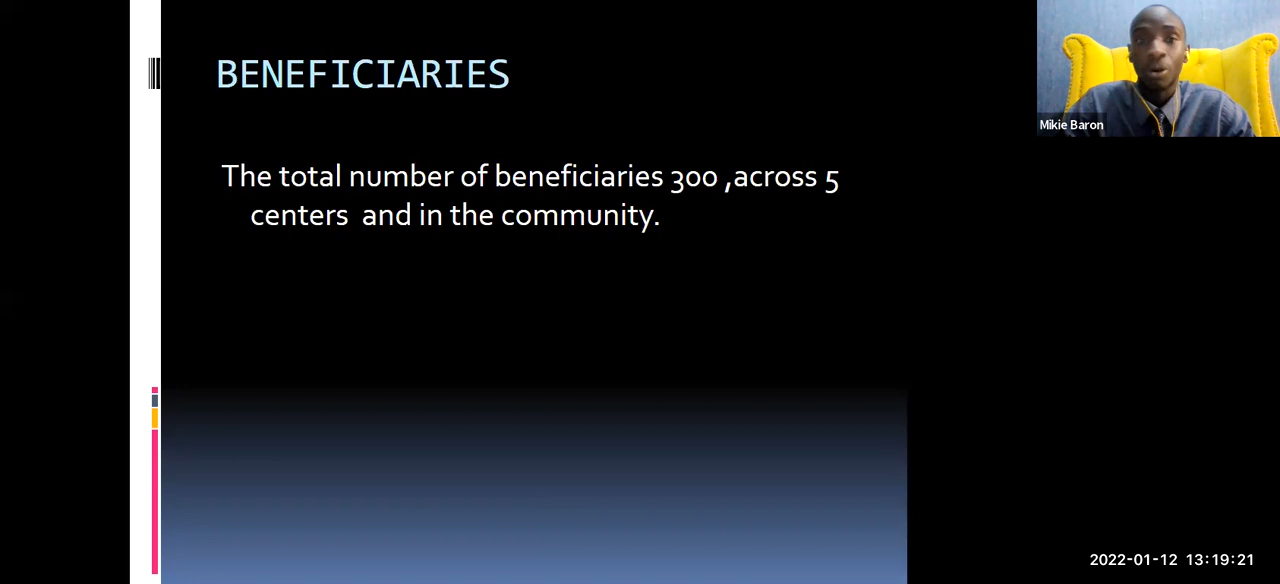 BENEFICIARIES
Mikie Baron
The total number of beneficiaries 300 ,across 5
centers  and in the community.
2022-01-12 13:19:21